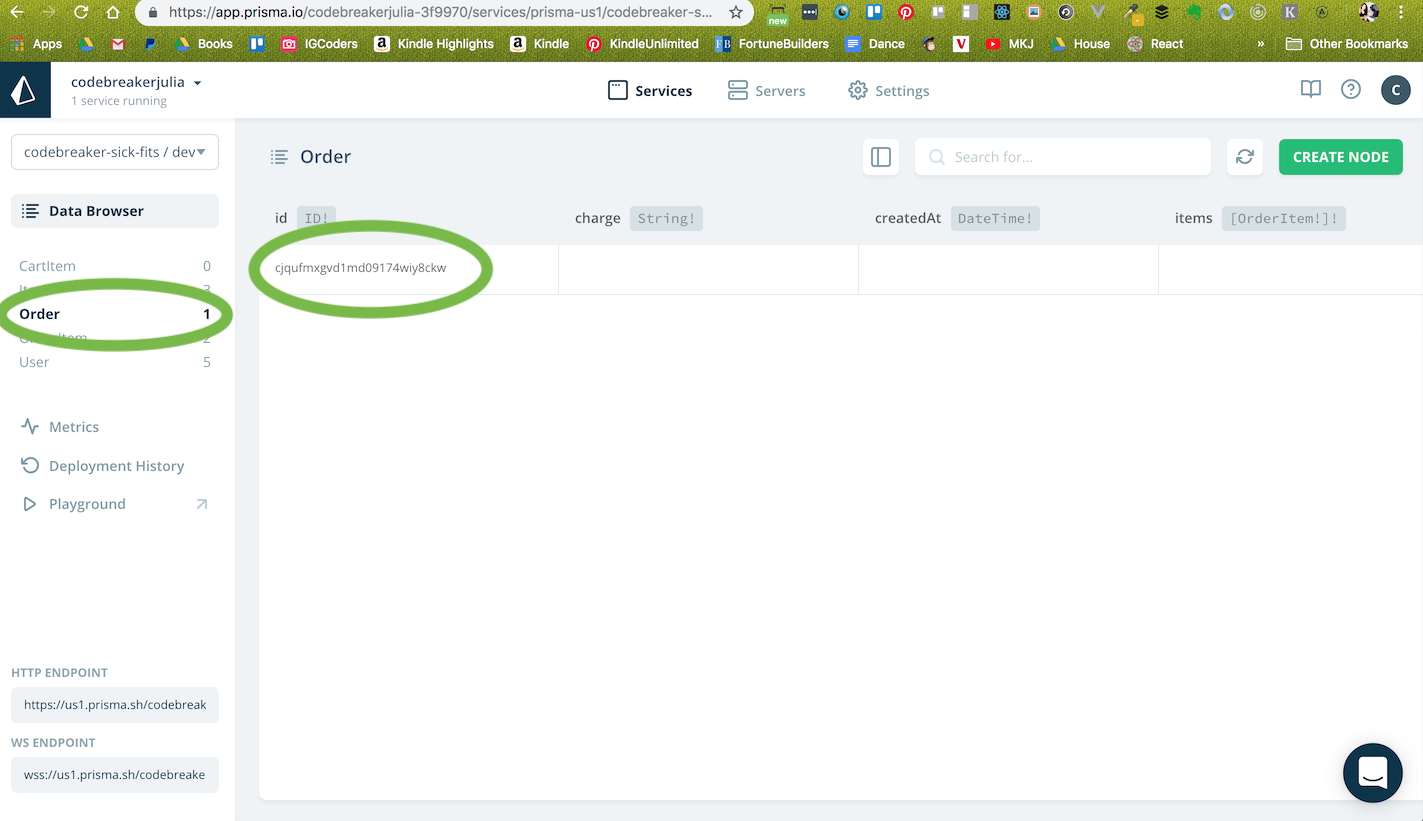 https://app.prisma.io/codebreakerjulia-3f9970/services/prisma-us1/codebreaker-s...
new
Apps Books IGCoders Kindle Highlights Kindle KindleUnlimited FortuneBuilders Dance MKJ House React » Other Bookmarks
codebreakerjulia
1 service running
Services Servers Settings
C
codebreaker-sick-fits / dev
Order
Search for...
CREATE NODE
Data Browser
id ID! charge String! createdAt DateTime! items [OrderItem!]!
CartItem 0
cjqufmxgvd1md09174wiy8ckw
3
Order 1
2
User 5
Metrics
Deployment History
Playground
HTTP ENDPOINT
https://us1.prisma.sh/codebreak
WS ENDPOINT
wss://us1.prisma.sh/codebreake